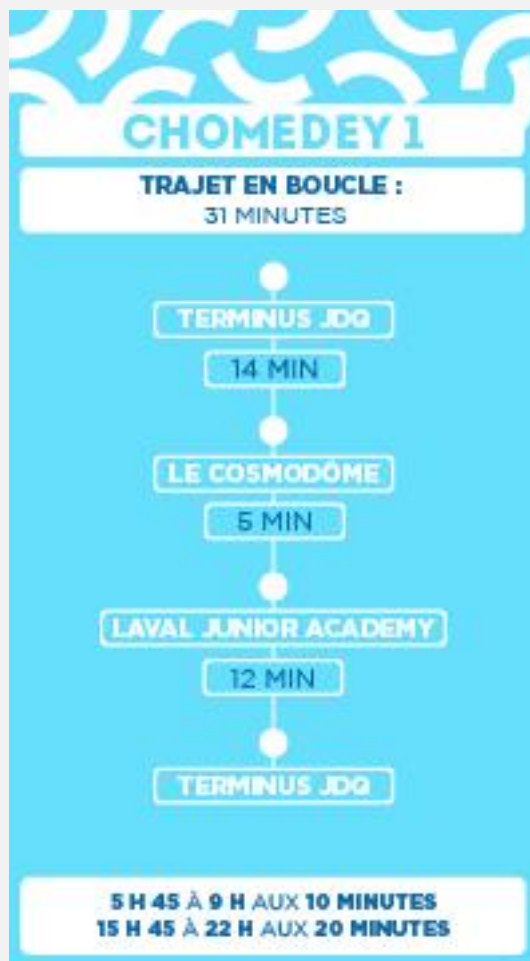 CHOMEDEY 1
TRAJET EN BOUCLE :
31 MINUTES
TERMINUS JDQ
14 MIN
LE COSMODÔME
5 MIN
LAVAL JUNIOR ACADEMY
12 MIN
TERMINUS JDQ
5 H 45 À 9 H AUX 10 MINUTES
15 H 45 À 22 H AUX 20 MINUTES